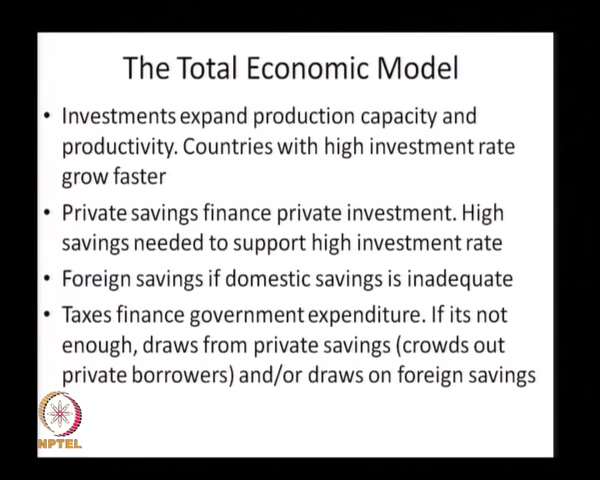 The Total Economic Model
• Investments expand production capacity and
productivity. Countries with high investment rate
grow faster
• Private savings finance private investment. High
savings needed to support high investment rate
• Foreign savings if domestic savings is inadequate
• Taxes finance government expenditure. If its not
enough, draws from private savings (crowds out
private borrowers) and/or draws on foreign savings
NPTEL